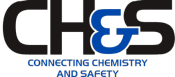 CH&S
CONNECTING CHEMISTRY
AND SAFETY